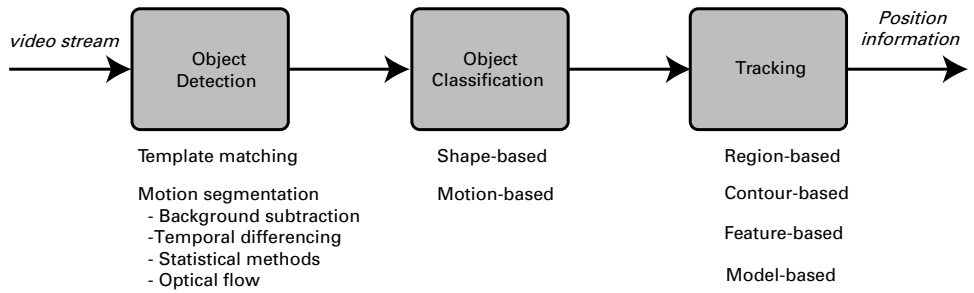 video stream
Object
Detection
Object
Classification
Tracking
Position
information
Template matching
Motion segmentation
- Background subtraction
-Temporal differencing
- Statistical methods
- Optical flow
Shape-based
Motion-based
Region-based
Contour-based
Feature-based
Model-based